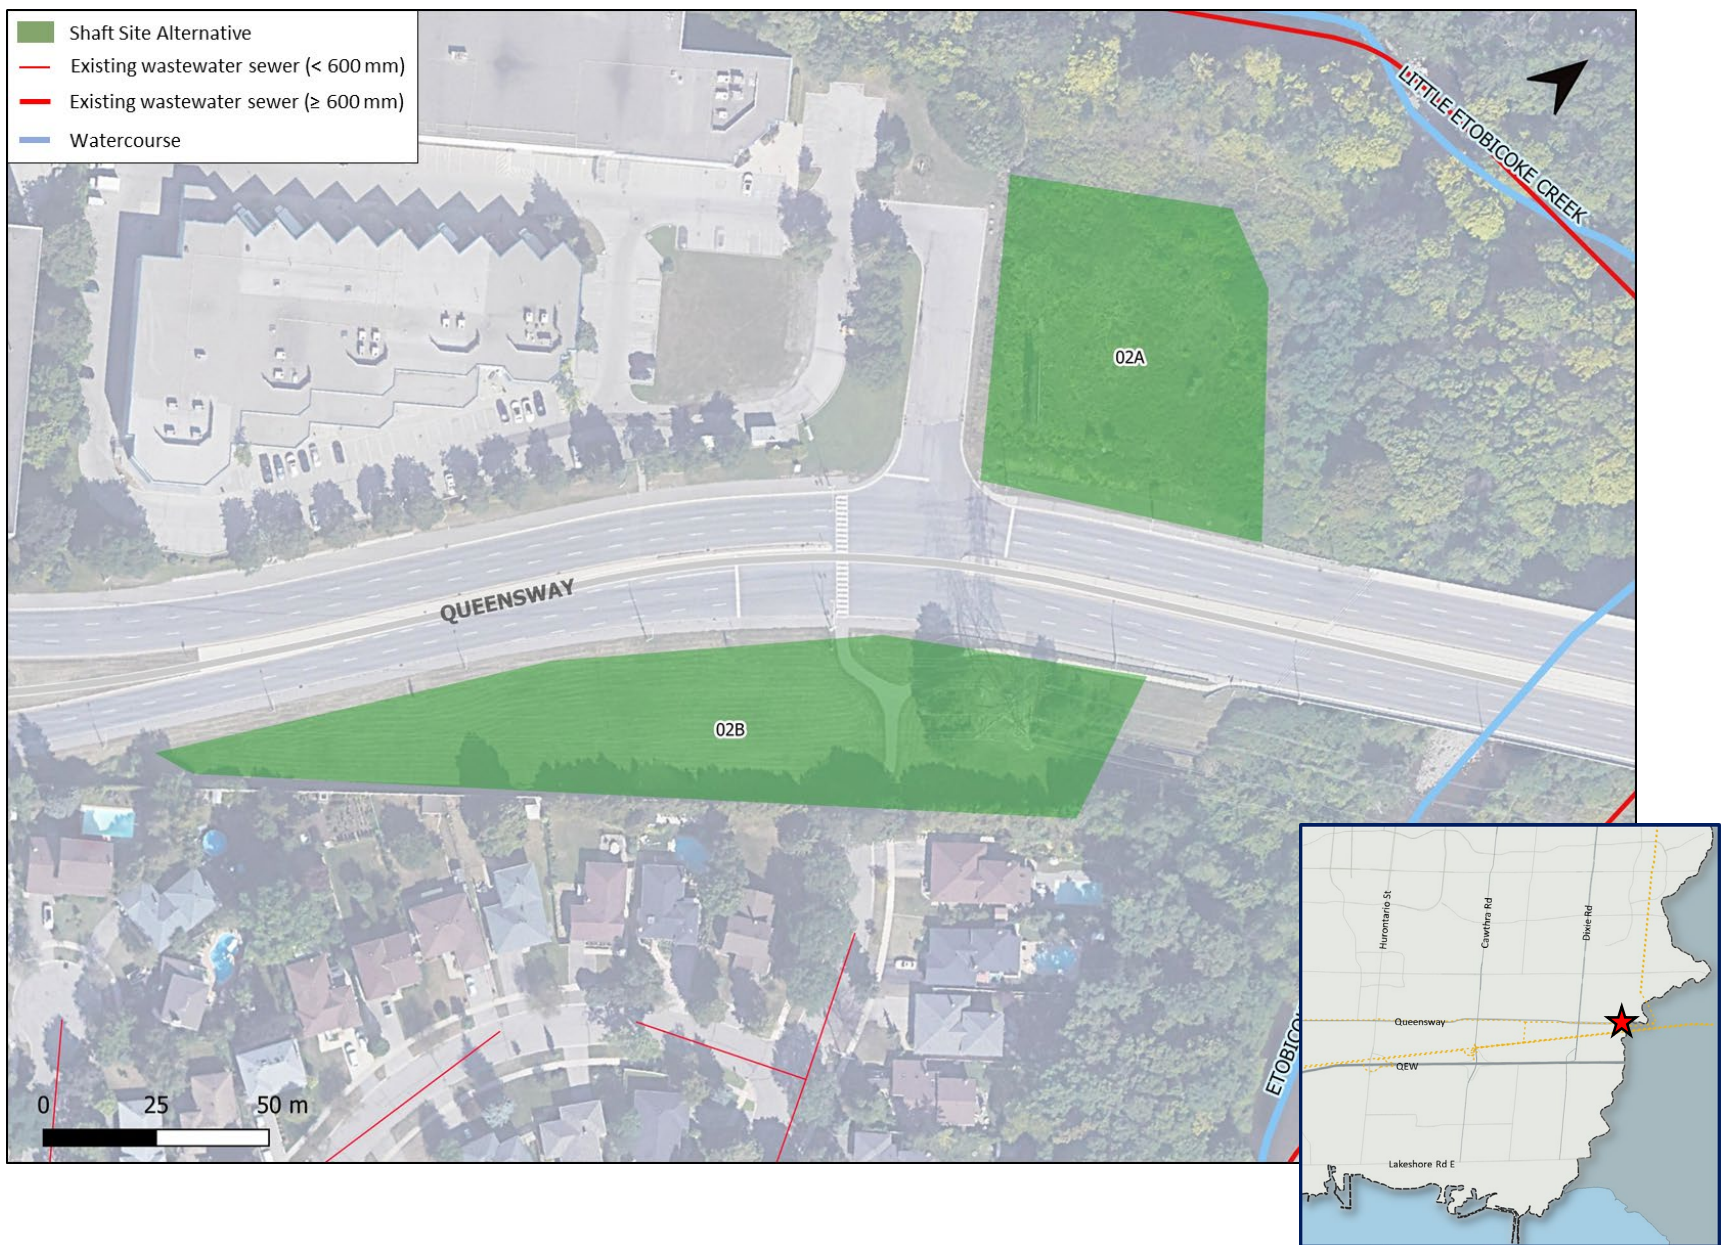 Shaft Site Alternative
Existing wastewater sewer (< 600 mm)
Existing wastewater sewer (≥ 600 mm)
Watercourse
LITTLE ETOBICOKE CREEK
02A
QUEENSWAY
02B
ETOBICO
0 25 50 m
Hurontario St
Cawthra Rd
Dixie Rd
Queensway
QEW
Lakeshore Rd E